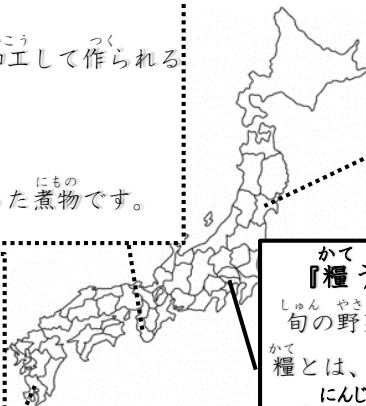 工して作られる
た煮物です。
『糧
旬の野
糧とは、
にんじ